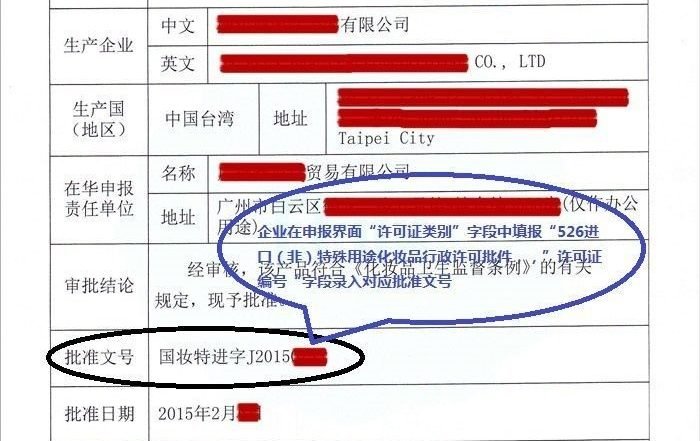 生产企业
中文
有限公司
英文
CO., LTD
生产国
（地区）
中国台湾
地址
Taipei City
在华申报
责任单位
名称
贸易有限公司
地址
广州市白云区
(仅作办公
用途)
企业在申报界面“许可证类别”字段中填报“526进
口（非）特殊用途化妆品行政许可批件 ，”许可证
编号“字段录入对应批准文号
审批结论
经审核，该产品符合《化妆品卫生监督条例》的有关
规定，现予批准。
批准文号
国妆特进字J2015
批准日期
2015年2月